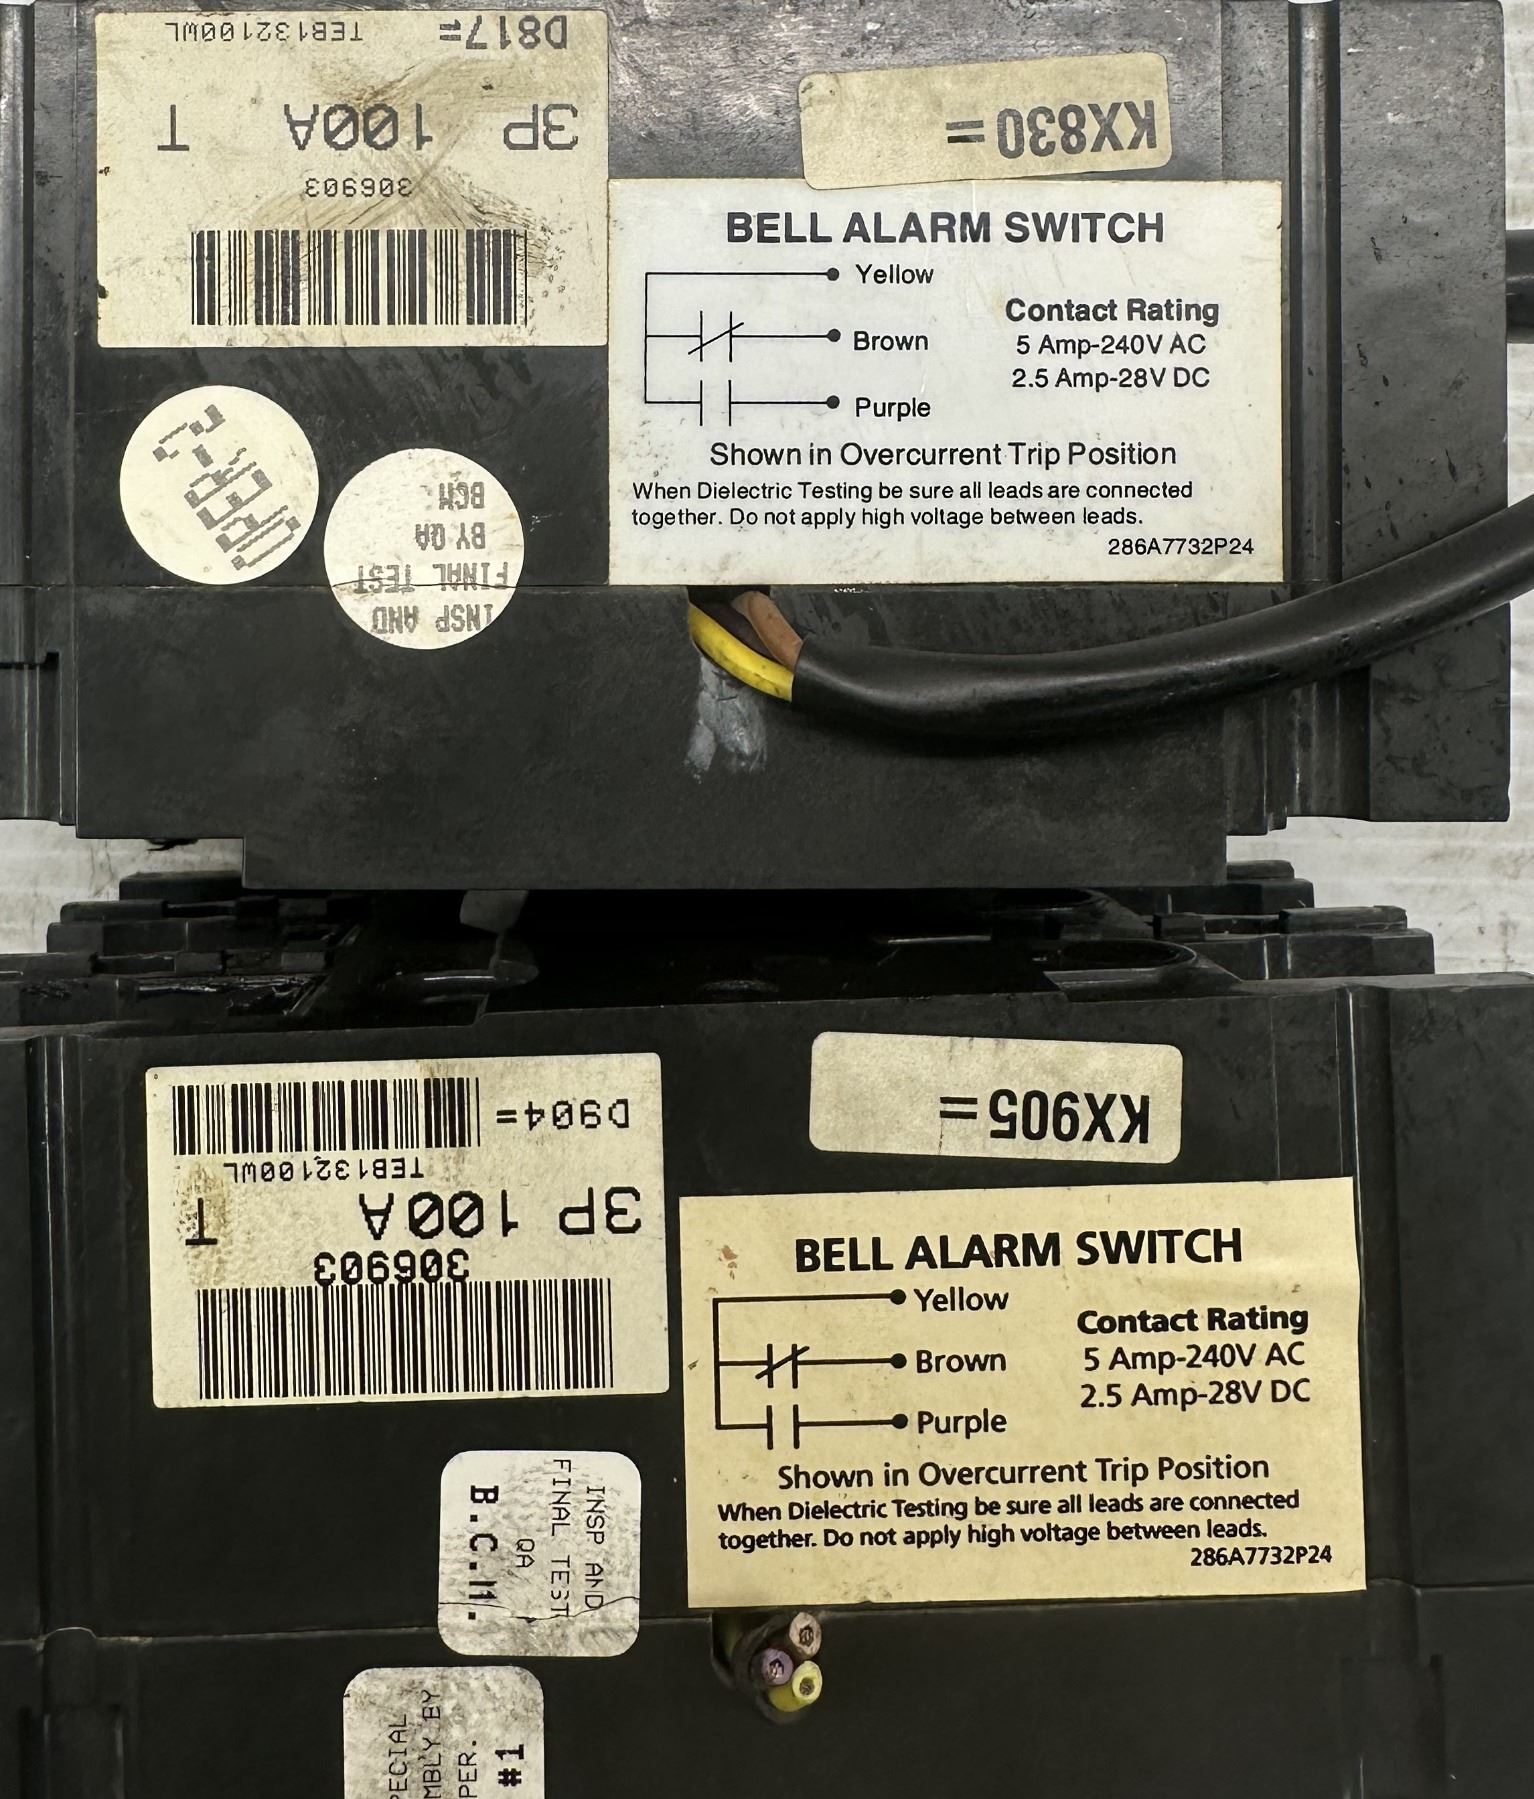 D817=
TEB132100WL
3P 100A T
306903
KX830=
BELL ALARM SWITCH
Yellow
Brown
Purple
Contact Rating
5 Amp-240V AC
2.5 Amp-28V DC
Shown in Overcurrent Trip Position
When Dielectric Testing be sure all leads are connected
together. Do not apply high voltage between leads.
286A7732P24
INSP AND
FINAL TEST
BY QA
BCM
KX905=
D904=
TEB132100WL
3P 100A T
306903
BELL ALARM SWITCH
Yellow
Brown
Purple
Contact Rating
5 Amp-240V AC
2.5 Amp-28V DC
Shown in Overcurrent Trip Position
When Dielectric Testing be sure all leads are connected
together. Do not apply high voltage between leads.
286A7732P24
INSP AND
FINAL TEST
QA
PECIAL
MBLY BY
PER.
#1